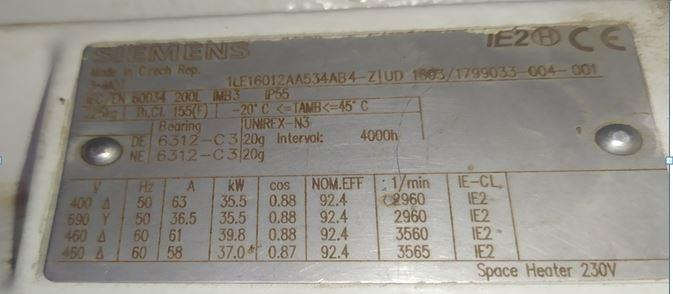 SIEMENS
IE2 H CE
Made in Czech Rep.
1LE16012AA534AB4-Z UD 1603/1799033-004-001
3~MOT
IEC/EN 60034 200L IMB3 IP55
225kg Th.Cl. 155(F) -20°C <=TAMB<=45°C
Bearing UNIREX-N3
DE 6312-C3 20g Interval: 4000h
NE 6312-C3 20g
V Hz A kW cos NOM.EFF 1/min IE-CL
400 Δ 50 63 35.5 0.88 92.4 2960 IE2
690 Y 50 36.5 35.5 0.88 92.4 2960 IE2
460 Δ 60 61 39.8 0.88 92.4 3560 IE2
460 Δ 60 58 37.0 0.87 92.4 3565 IE2
Space Heater 230V